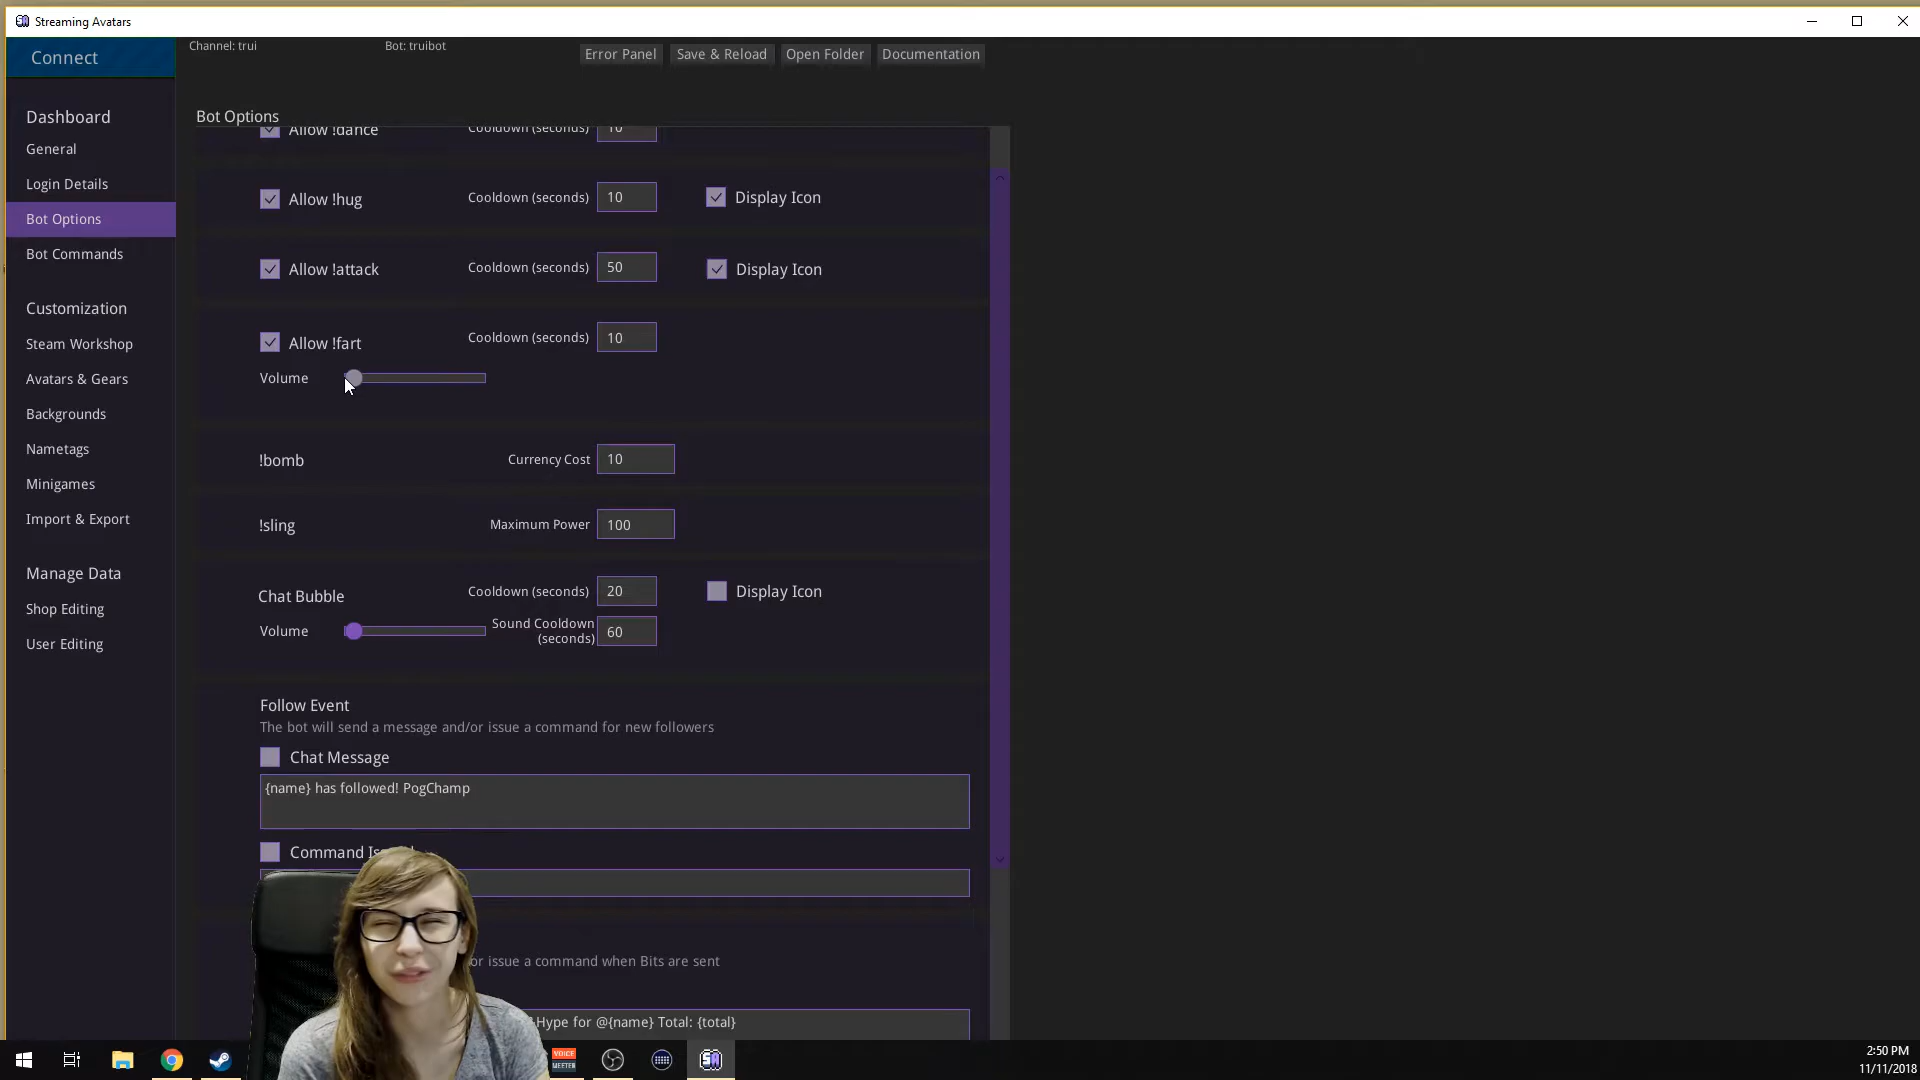 Streaming Avatars
Connect
Channel: trui
Bot: truibot
Error Panel
Save & Reload
Open Folder
Documentation
Dashboard
General
Login Details
Bot Options
Bot Commands
Customization
Steam Workshop
Avatars & Gears
Backgrounds
Nametags
Minigames
Import & Export
Manage Data
Shop Editing
User Editing
Bot Options
Allow !dance
Cooldown (seconds) 10
Allow !hug
Cooldown (seconds) 10
Display Icon
Allow !attack
Cooldown (seconds) 50
Display Icon
Allow !fart
Cooldown (seconds) 10
Volume
!bomb
Currency Cost 10
!sling
Maximum Power 100
Chat Bubble
Cooldown (seconds) 20
Display Icon
Volume
Sound Cooldown
(seconds) 60
Follow Event
The bot will send a message and/or issue a command for new followers
Chat Message
{name} has followed! PogChamp
Command
or issue a command when Bits are sent
Hype for @{name} Total: {total}
VOICE
MEETER
SA
2:50 PM
11/11/2018